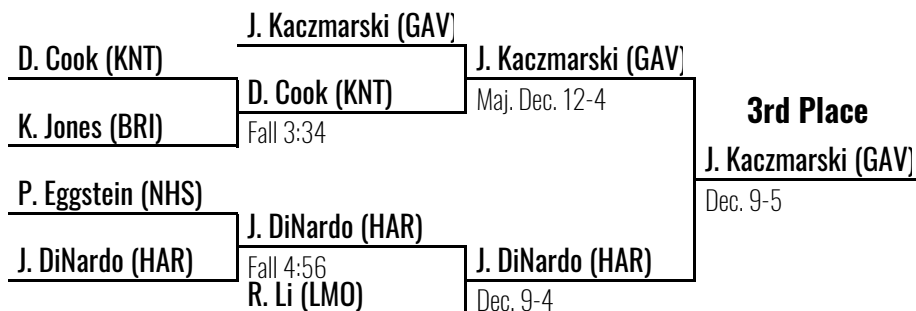 J. Kaczmarski (GAV)
D. Cook (KNT)
J. Kaczmarski (GAV)
D. Cook (KNT)
Maj. Dec. 12-4
3rd Place
K. Jones (BRI)
Fall 3:34
J. Kaczmarski (GAV)
P. Eggstein (NHS)
Dec. 9-5
J. DiNardo (HAR)
J. DiNardo (HAR)
Fall 4:56
J. DiNardo (HAR)
R. Li (LMO)
Dec. 9-4